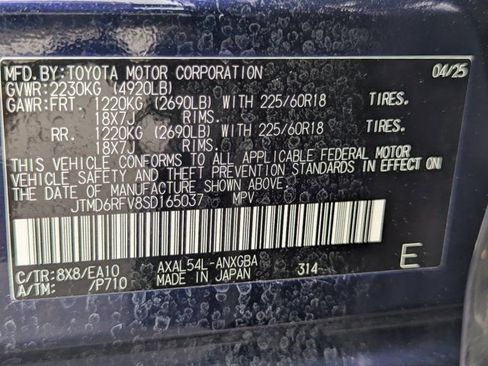 MFD. BY: TOYOTA MOTOR CORPORATION 04/25
GVWR: 2230KG (4920LB)
GAWR: FRT. 1220KG (2690LB) WITH 225/60R18 TIRES.
18X7J RIMS.
RR. 1220KG (2690LB) WITH 225/60R18 TIRES.
18X7J RIMS.
THIS VEHICLE CONFORMS TO ALL APPLICABLE FEDERAL MOTOR
VEHICLE SAFETY AND THEFT PREVENTION STANDARDS IN EFFECT ON
THE DATE OF MANUFACTURE SHOWN ABOVE.
JTMD6RFV8SD165037 MPV
C/TR: 8X8/EA10 AXAL54L-ANXGBA
A/TM: /P710 MADE IN JAPAN 314 E